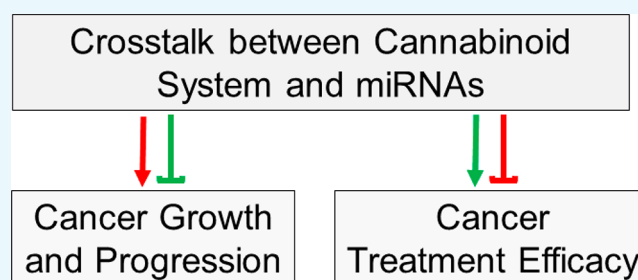 Crosstalk between Cannabinoid
System and miRNAs
Cancer Growth
and Progression
Cancer
Treatment Efficacy